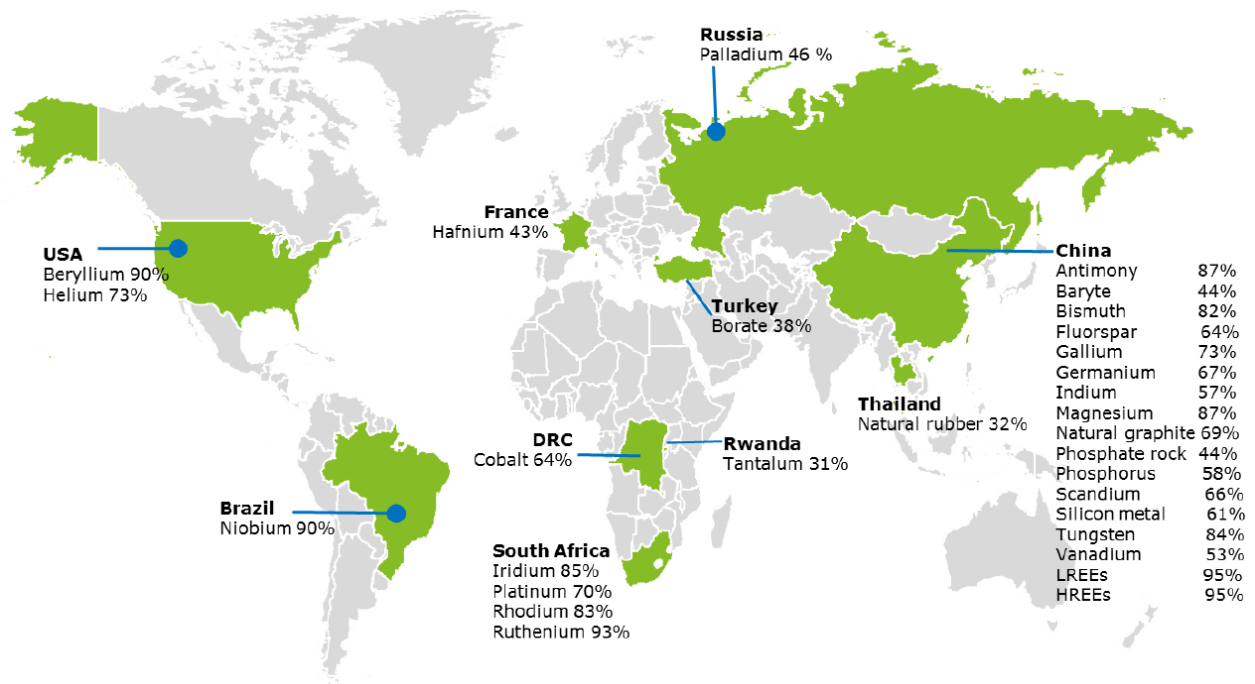 Russia
Palladium 46 %
France
Hafnium 43%
USA
Beryllium 90%
Helium 73%
Turkey
Borate 38%
China
Antimony 87%
Baryte 44%
Bismuth 82%
Fluorspar 64%
Gallium 73%
Germanium 67%
Indium 57%
Magnesium 87%
Natural graphite 69%
Phosphate rock 44%
Phosphorus 58%
Scandium 66%
Silicon metal 61%
Tungsten 84%
Vanadium 53%
LREEs 95%
HREEs 95%
Thailand
Natural rubber 32%
DRC
Cobalt 64%
Rwanda
Tantalum 31%
Brazil
Niobium 90%
South Africa
Iridium 85%
Platinum 70%
Rhodium 83%
Ruthenium 93%